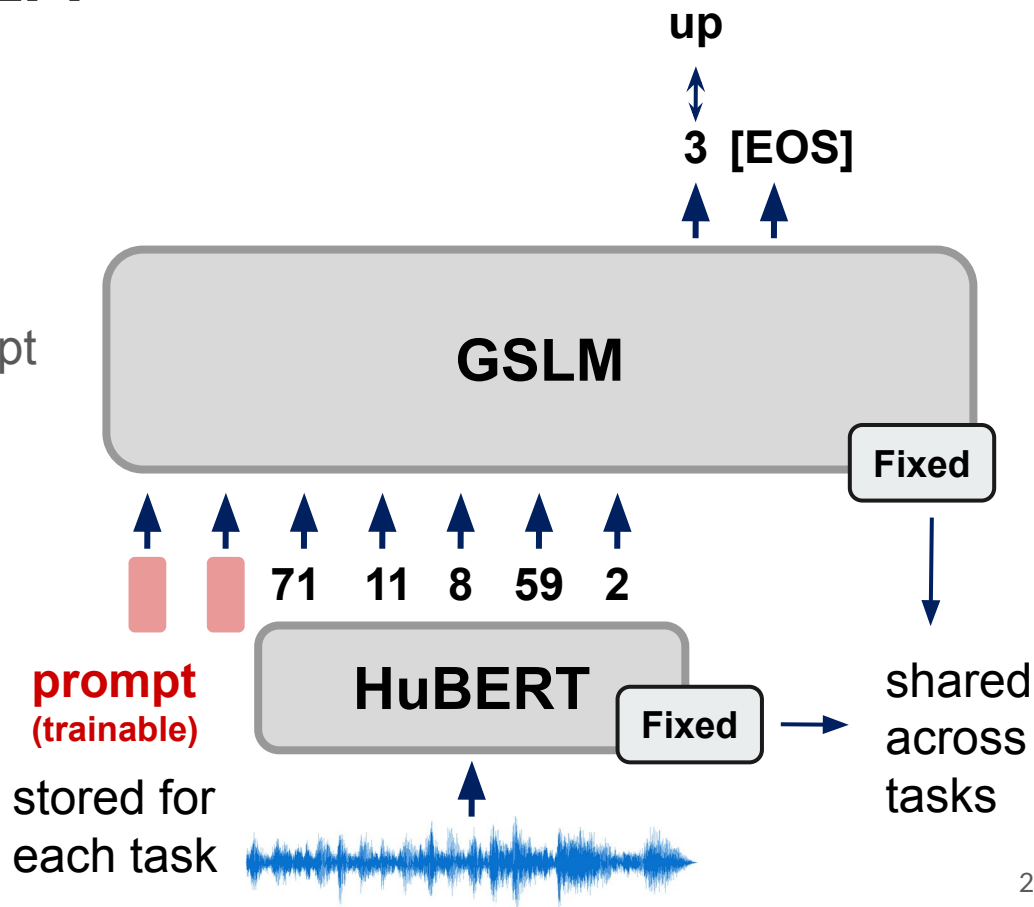 up
3 [EOS]
pt
GSLM
Fixed
71 11 8 59 2
prompt
(trainable)
HuBERT
Fixed
shared
across
tasks
stored for
each task
2